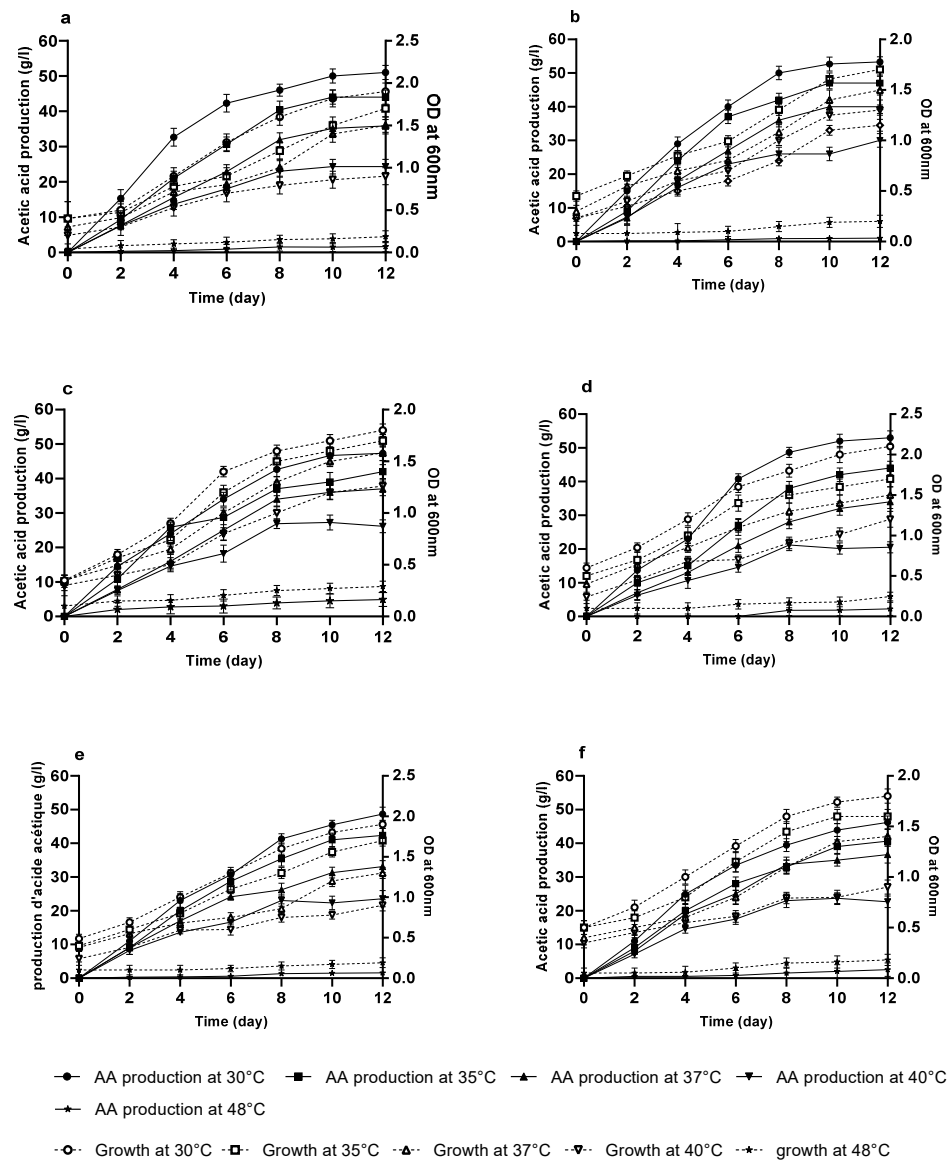 a
Acetic acid production (g/l)
60
50
40
30
20
10
0
0 2 4 6 8 10 12
Time (day)
2.5
2.0
1.5
1.0
0.5
0.0
OD at 600nm
b
Acetic acid production (g/l)
60
50
40
30
20
10
0
0 2 4 6 8 10 12
Time (day)
2.0
1.5
1.0
0.5
0.0
OD at 600nm
c
Acetic acid production (g/l)
60
50
40
30
20
10
0
0 2 4 6 8 10 12
Time (day)
2.0
1.5
1.0
0.5
0.0
OD at 600nm
d
Acetic acid production (g/l)
60
50
40
30
20
10
0
0 2 4 6 8 10 12
Time (day)
2.5
2.0
1.5
1.0
0.5
0.0
OD at 600nm
e
production d'acide acétique (g/l)
60
50
40
30
20
10
0
0 2 4 6 8 10 12
Time (day)
2.5
2.0
1.5
1.0
0.5
0.0
OD at 600nm
f
Acetic acid production (g/l)
60
50
40
30
20
10
0
0 2 4 6 8 10 12
Time (day)
2.0
1.5
1.0
0.5
0.0
OD at 600nm
AA production at 30°C AA production at 35°C AA production at 37°C AA production at 40°C
AA production at 48°C
Growth at 30°C Growth at 35°C Growth at 37°C Growth at 40°C growth at 48°C